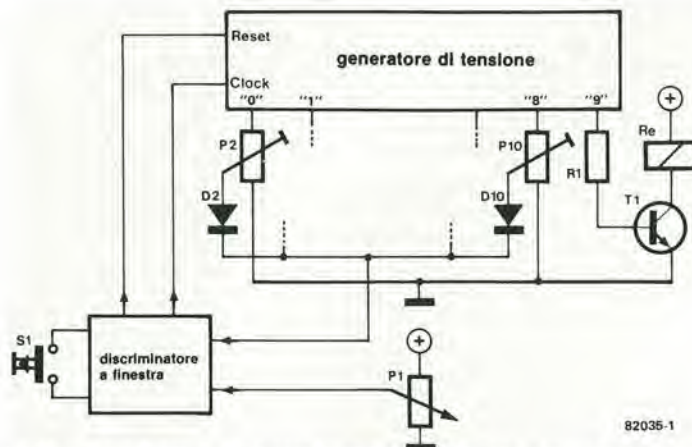 Reset
generatore di tensione
Clock
"0" "1" "8" "9"
P2
P10
R1
Re
D2
D10
T1
S1
discriminatore
a finestra
P1
82035-1